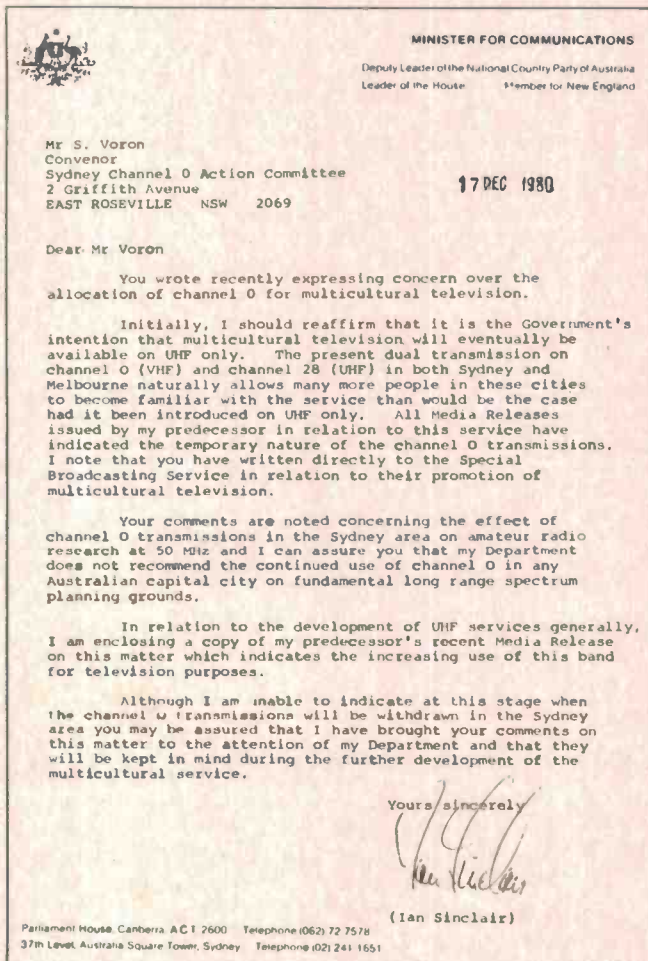 MINISTER FOR COMMUNICATIONS
Deputy Leader of the National Country Party of Australia
Leader of the House Member for New England
Mr S. Voron
Convenor
Sydney Channel 0 Action Committee
2 Griffith Avenue
EAST ROSEVILLE NSW 2069
17 DEC 1980
Dear Mr Voron
You wrote recently expressing concern over the
allocation of channel 0 for multicultural television.
Initially, I should reaffirm that it is the Government's
intention that multicultural television will eventually be
available on UHF only. The present dual transmission on
channel 0 (VHF) and channel 28 (UHF) in both Sydney and
Melbourne naturally allows many more people in these cities
to become familiar with the service than would be the case
had it been introduced on UHF only. All Media Releases
issued by my predecessor in relation to this service have
indicated the temporary nature of the channel 0 transmissions.
I note that you have written directly to the Special
Broadcasting Service in relation to their promotion of
multicultural television.
Your comments are noted concerning the effect of
channel 0 transmissions in the Sydney area on amateur radio
research at 50 MHz and I can assure you that my Department
does not recommend the continued use of channel 0 in any
Australian capital city on fundamental long range spectrum
planning grounds.
In relation to the development of UHF services generally,
I am enclosing a copy of my predecessor's recent Media Release
on this matter which indicates the increasing use of this band
for television purposes.
Although I am unable to indicate at this stage when
the channel 0 transmissions will be withdrawn in the Sydney
area you may be assured that I have brought your comments on
this matter to the attention of my Department and that they
will be kept in mind during the further development of the
multicultural service.
Yours sincerely
Ian Sinclair
(Ian Sinclair)
Parliament House, Canberra, A.C.T. 2600 Telephone (062) 72 7578
37th Level, Australia Square Tower, Sydney Telephone (02) 241 1651